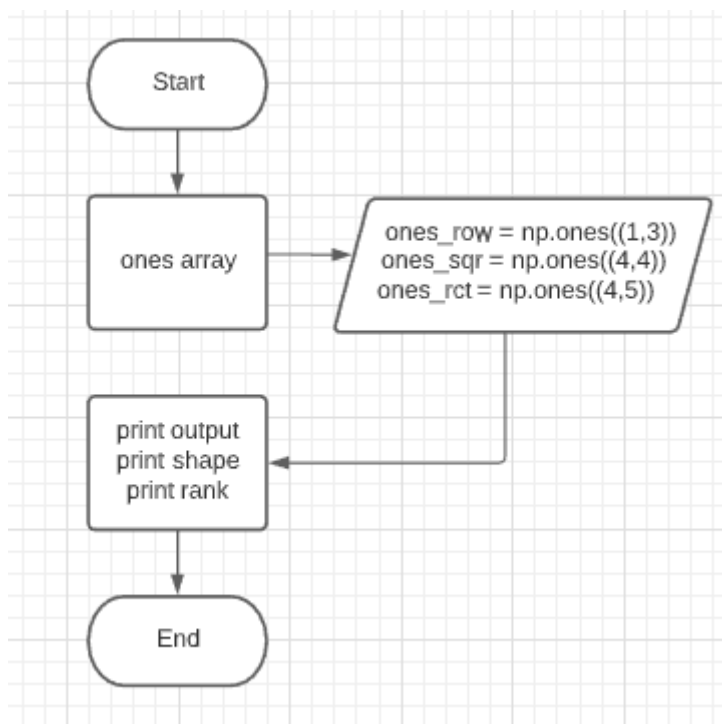 Start
ones array
ones_row = np.ones((1,3))
ones_sqr = np.ones((4,4))
ones_rct = np.ones((4,5))
print output
print shape
print rank
End